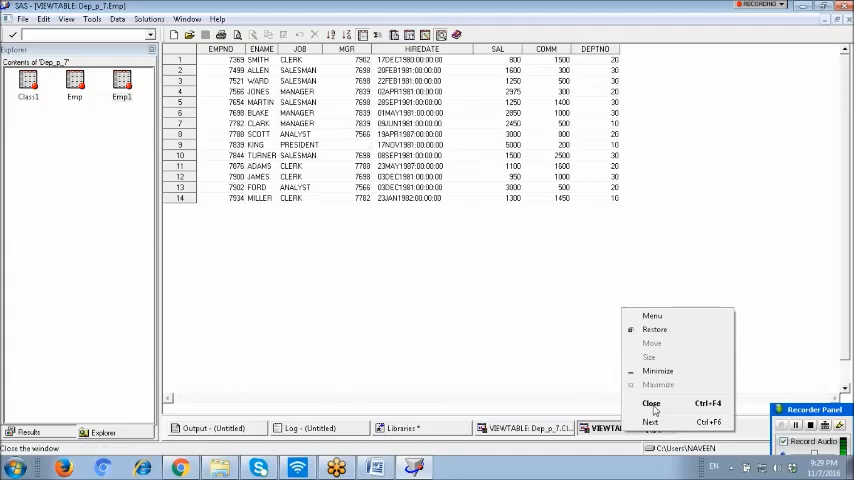 SAS - [VIEWTABLE: Dep_p_7.Emp]
RECORDING
File Edit View Tools Data Solutions Window Help
Explorer
Contents of 'Dep_p_7'
Class1 Emp Emp1
EMPNO ENAME JOB MGR HIREDATE SAL COMM DEPTNO
1 7369 SMITH CLERK 7902 17DEC1980:00:00:00 800 1500 20
2 7499 ALLEN SALESMAN 7698 20FEB1981:00:00:00 1600 300 30
3 7521 WARD SALESMAN 7698 22FEB1981:00:00:00 1250 500 30
4 7566 JONES MANAGER 7839 02APR1981:00:00:00 2975 300 20
5 7654 MARTIN SALESMAN 7698 28SEP1981:00:00:00 1250 1400 30
6 7698 BLAKE MANAGER 7839 01MAY1981:00:00:00 2850 1000 30
7 7782 CLARK MANAGER 7839 09JUN1981:00:00:00 2450 500 10
8 7788 SCOTT ANALYST 7566 19APR1987:00:00:00 3000 800 20
9 7839 KING PRESIDENT 17NOV1981:00:00:00 5000 200 10
10 7844 TURNER SALESMAN 7698 08SEP1981:00:00:00 1500 2500 30
11 7876 ADAMS CLERK 7788 23MAY1987:00:00:00 1100 1600 20
12 7900 JAMES CLERK 7698 03DEC1981:00:00:00 950 1000 30
13 7902 FORD ANALYST 7566 03DEC1981:00:00:00 3000 500 20
14 7934 MILLER CLERK 7782 23JAN1982:00:00:00 1300 1450 10
Menu
Restore
Move
Size
Minimize
Maximize
Close Ctrl+F4
Next Ctrl+F6
Recorder Panel
Record Audio
Results Explorer
Output - (Untitled) Log - (Untitled) Libraries * VIEWTABLE: Dep_p_7.Cl... VIEWTA
Close the window
C:\Users\NAVEEN
EN
9:29 PM
11/7/2016